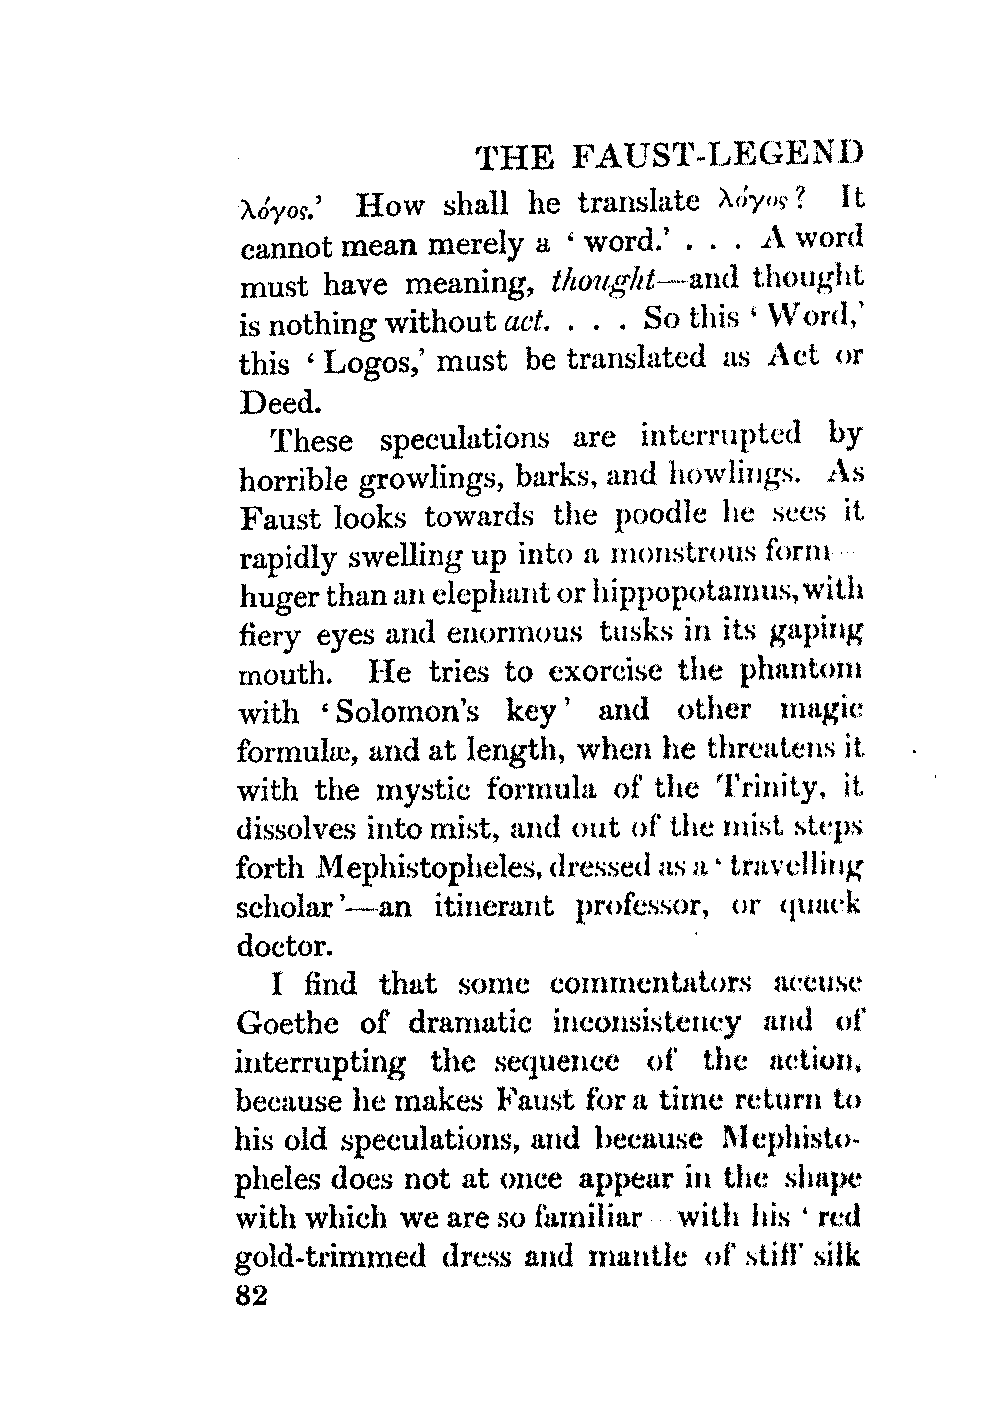 THE FAUST-LEGEND
λόγος.’ How shall he translate λόγος? It
cannot mean merely a ‘ word.’ . . . A word
must have meaning, thought—and thought
is nothing without act. . . . So this ‘ Word,’
this ‘ Logos,’ must be translated as Act or
Deed.
These speculations are interrupted by
horrible growlings, barks, and howlings. As
Faust looks towards the poodle he sees it
rapidly swelling up into a monstrous form
huger than an elephant or hippopotamus, with
fiery eyes and enormous tusks in its gaping
mouth. He tries to exorcise the phantom
with ‘ Solomon’s key ’ and other magic
formulæ, and at length, when he threatens it
with the mystic formula of the Trinity, it
dissolves into mist, and out of the mist steps
forth Mephistopheles, dressed as a ‘ travelling
scholar ’—an itinerant professor, or quack
doctor.
I find that some commentators accuse
Goethe of dramatic inconsistency and of
interrupting the sequence of the action,
because he makes Faust for a time return to
his old speculations, and because Mephisto-
pheles does not at once appear in the shape
with which we are so familiar with his ‘ red
gold-trimmed dress and mantle of stiff silk
82